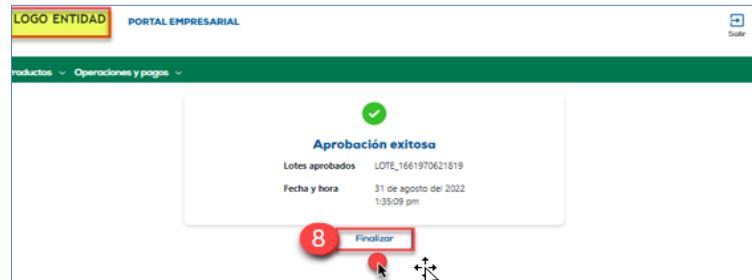 LOGO ENTIDAD PORTAL EMPRESARIAL
Salir
roductos Operaciones y pagos
Aprobación exitosa
Lotes aprobados LOTE_1661970621819
Fecha y hora 31 de agosto del 2022
1:35:09 pm
8 Finalizar